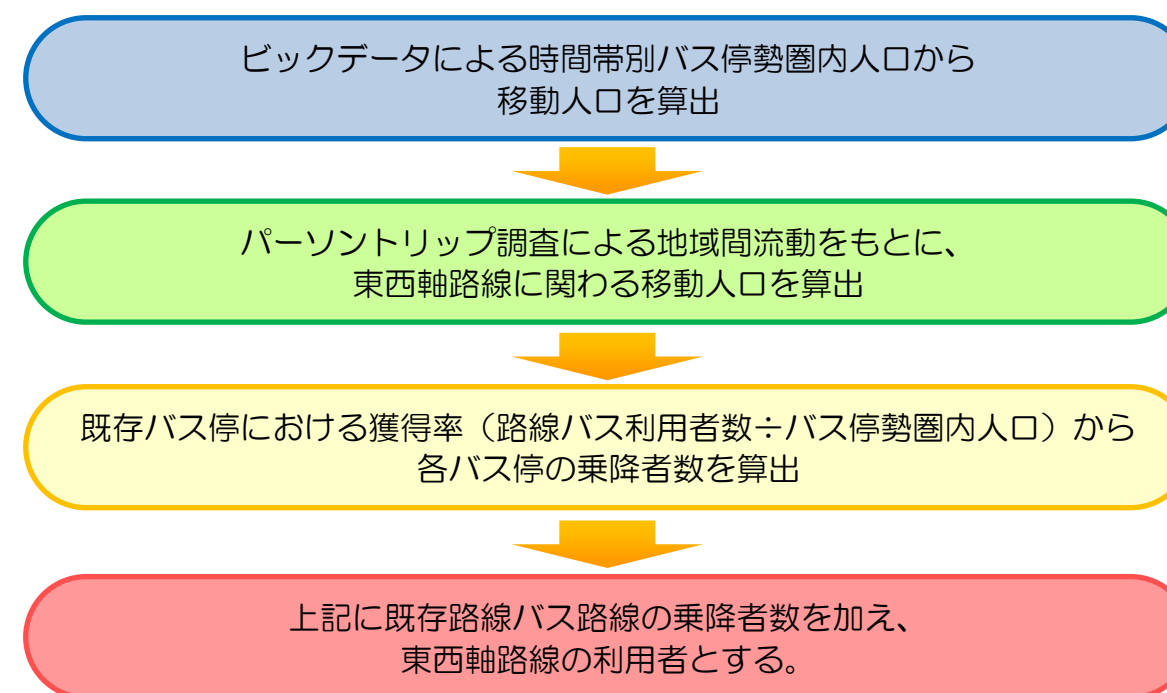 ビックデータによる時間帯別バス停勢圏内人口から
移動人口を算出
パーソントリップ調査による地域間流動をもとに、
東西軸路線に関わる移動人口を算出
既存バス停における獲得率（路線バス利用者数÷バス停勢圏内人口）から
各バス停の乗降者数を算出
上記に既存路線バス路線の乗降者数を加え、
東西軸路線の利用者とする。